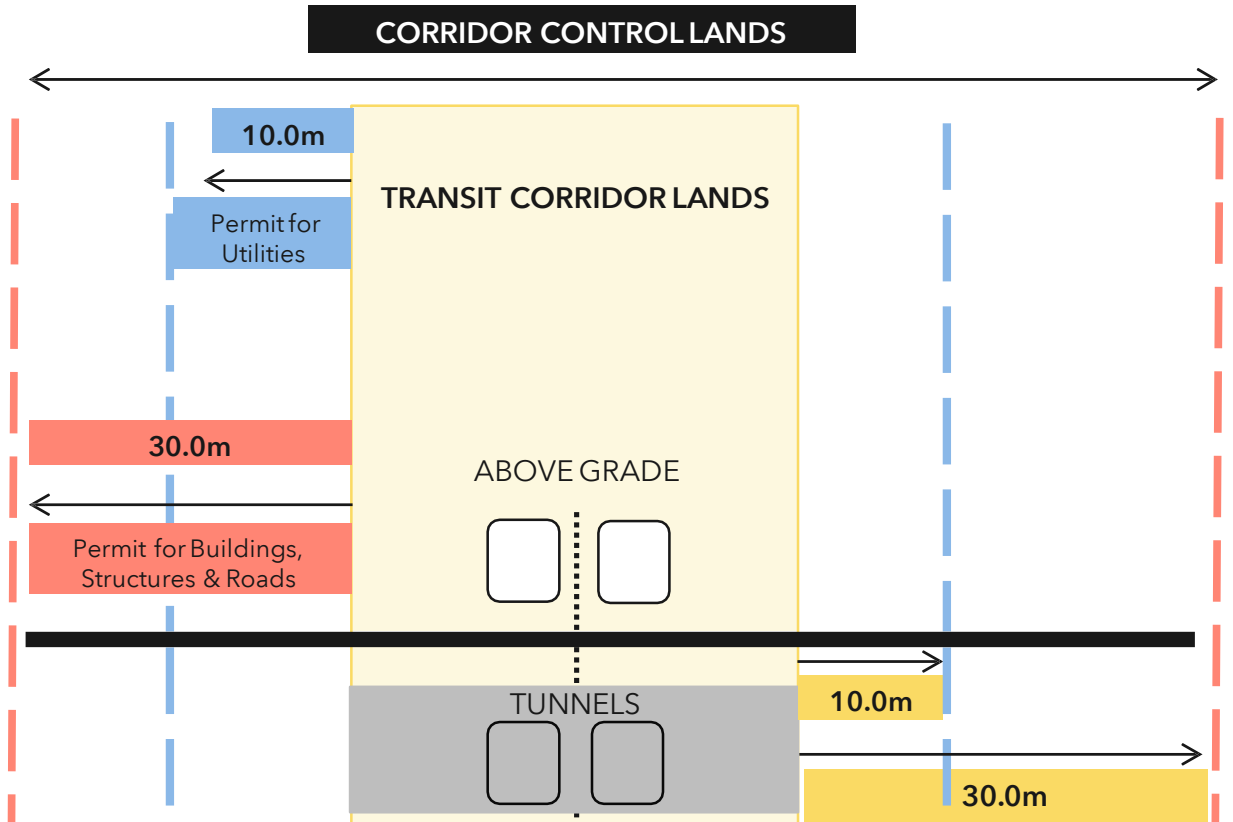 CORRIDOR CONTROL LANDS
10.0m
TRANSIT CORRIDOR LANDS
Permit for
Utilities
30.0m
ABOVE GRADE
Permit for Buildings,
Structures & Roads
TUNNELS
10.0m
30.0m